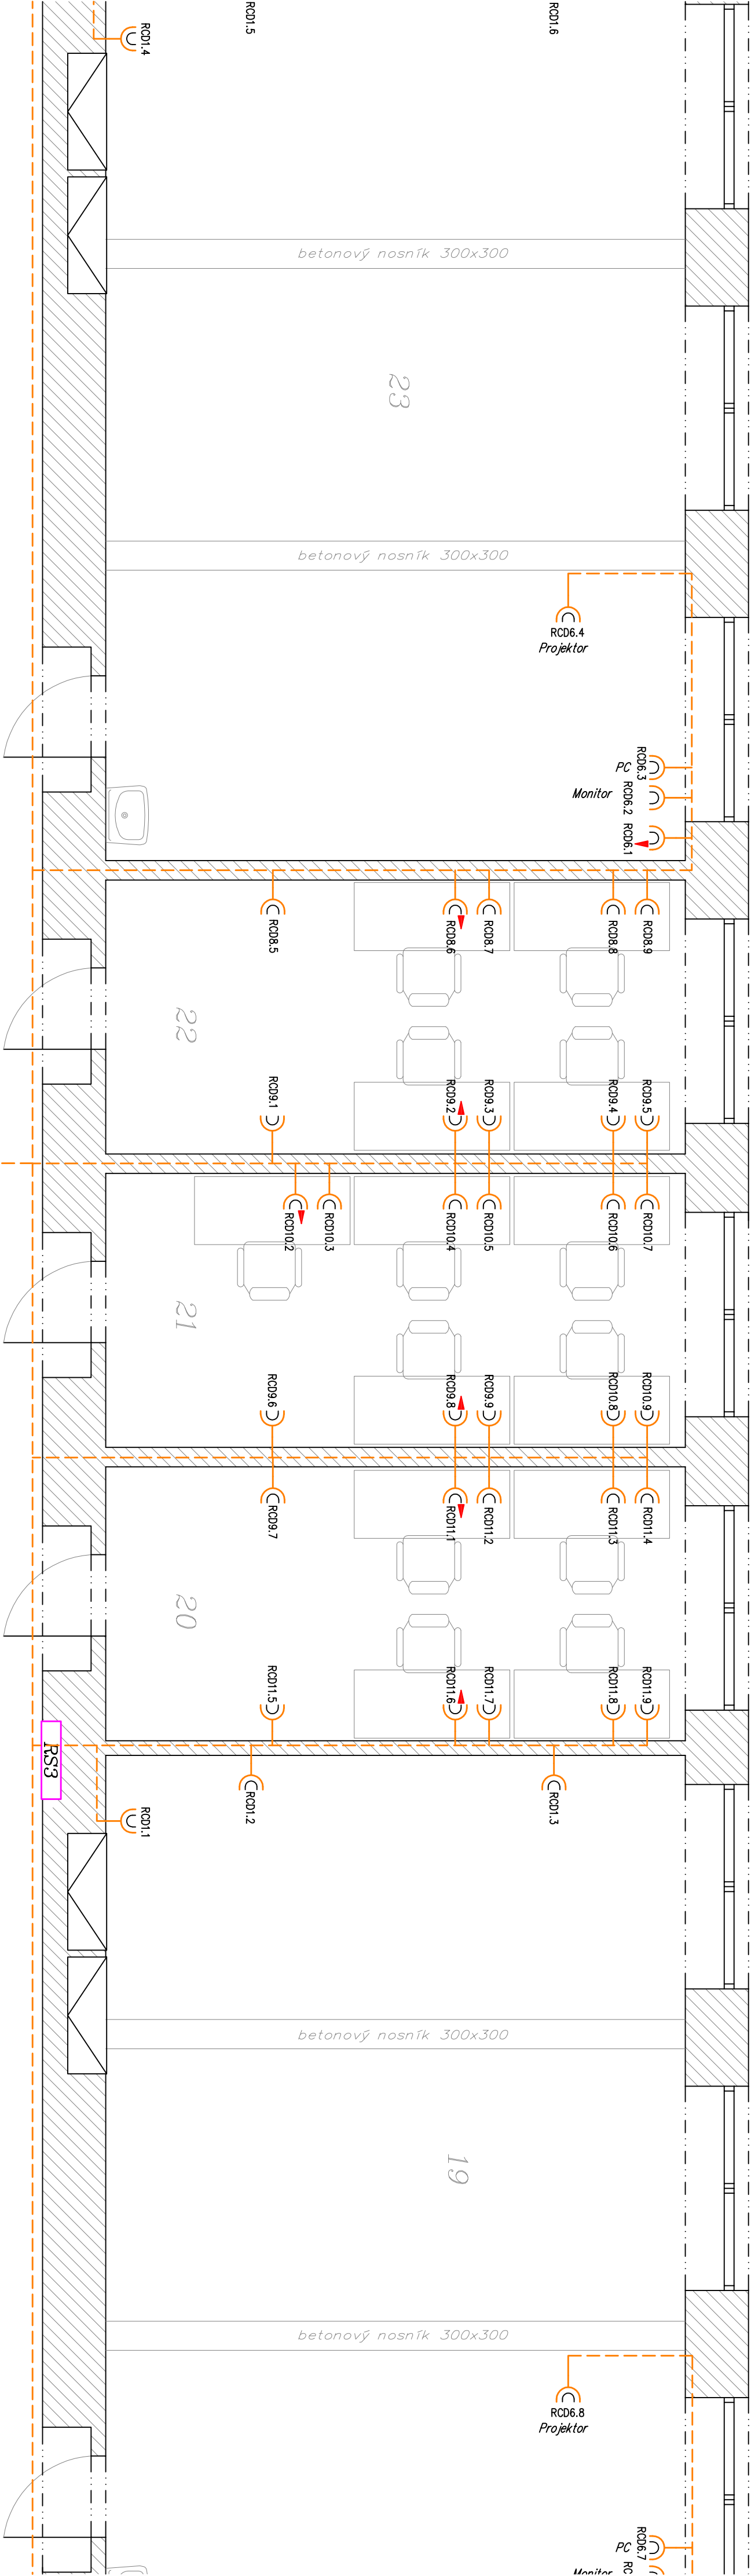 RCD1.5
RCD1.6
RCD1.4
betonový nosník 300x300
23
betonový nosník 300x300
RCD6.4
Projektor
RCD6.3
PC
RCD6.2
Monitor
RCD6.1
RCD8.5
RCD8.6
RCD8.7
RCD8.8
RCD8.9
22
RCD9.1
RCD9.2
RCD9.3
RCD9.4
RCD9.5
RCD10.2
RCD10.3
RCD10.4
RCD10.5
RCD10.6
RCD10.7
21
RCD9.6
RCD9.8
RCD9.9
RCD10.8
RCD10.9
RCD9.7
RCD11.1
RCD11.2
RCD11.3
RCD11.4
20
RCD11.5
RCD11.6
RCD11.7
RCD11.8
RCD11.9
RS3
RCD1.1
RCD1.2
RCD1.3
betonový nosník 300x300
19
betonový nosník 300x300
RCD6.8
Projektor
RCD6.7
PC
RC
Monitor